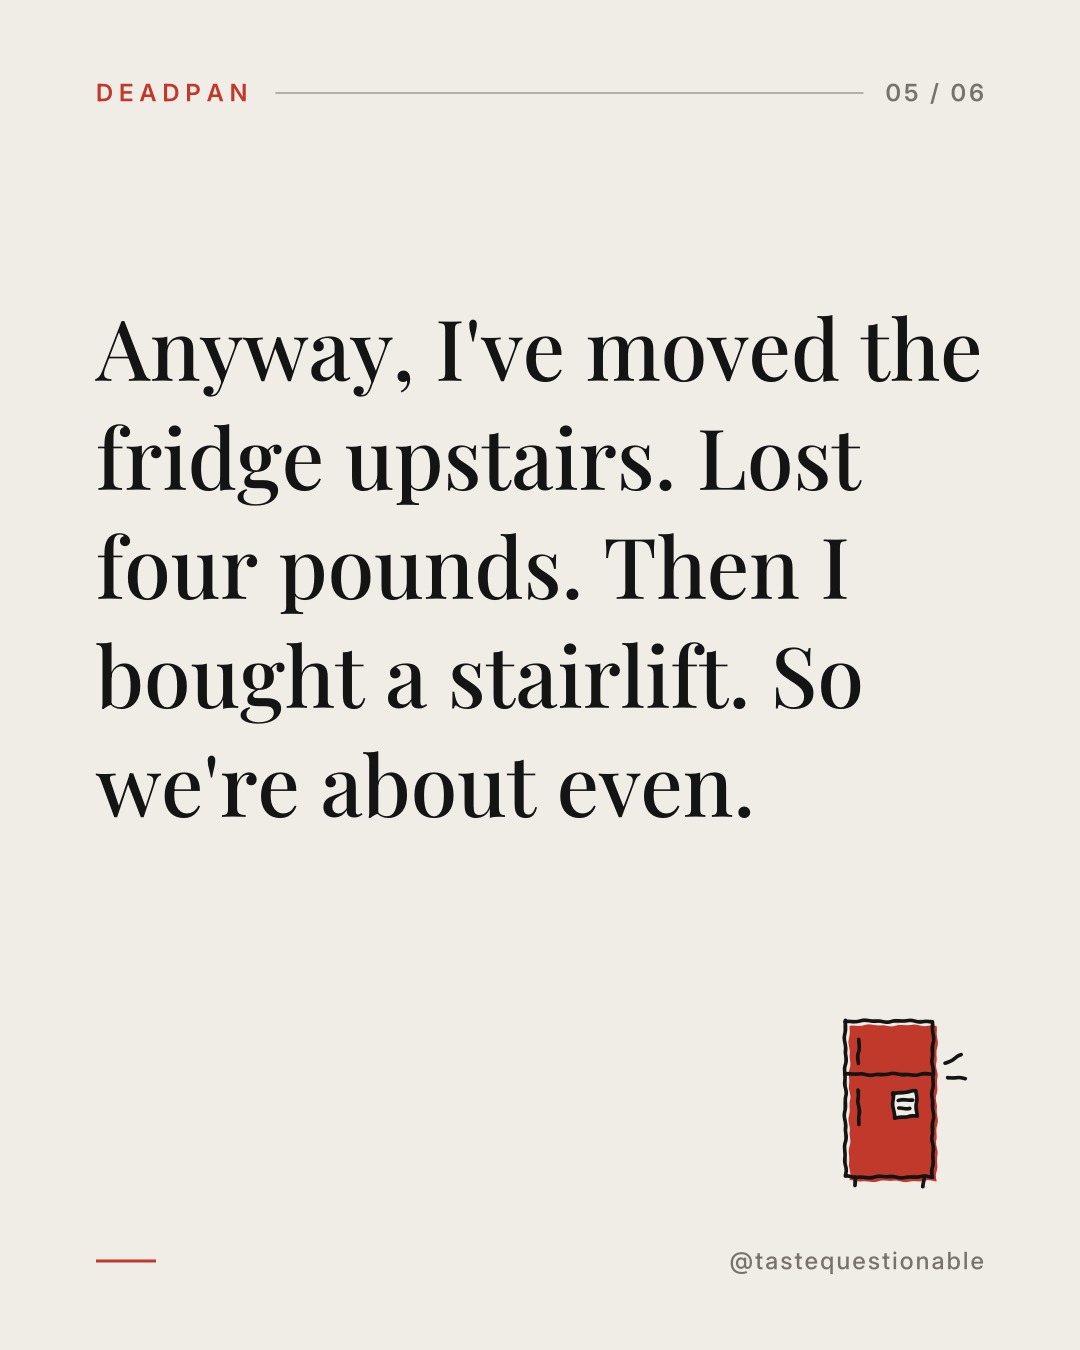 DEADPAN 05 / 06
Anyway, I've moved the
fridge upstairs. Lost
four pounds. Then I
bought a stairlift. So
we're about even.
@tastequestionable